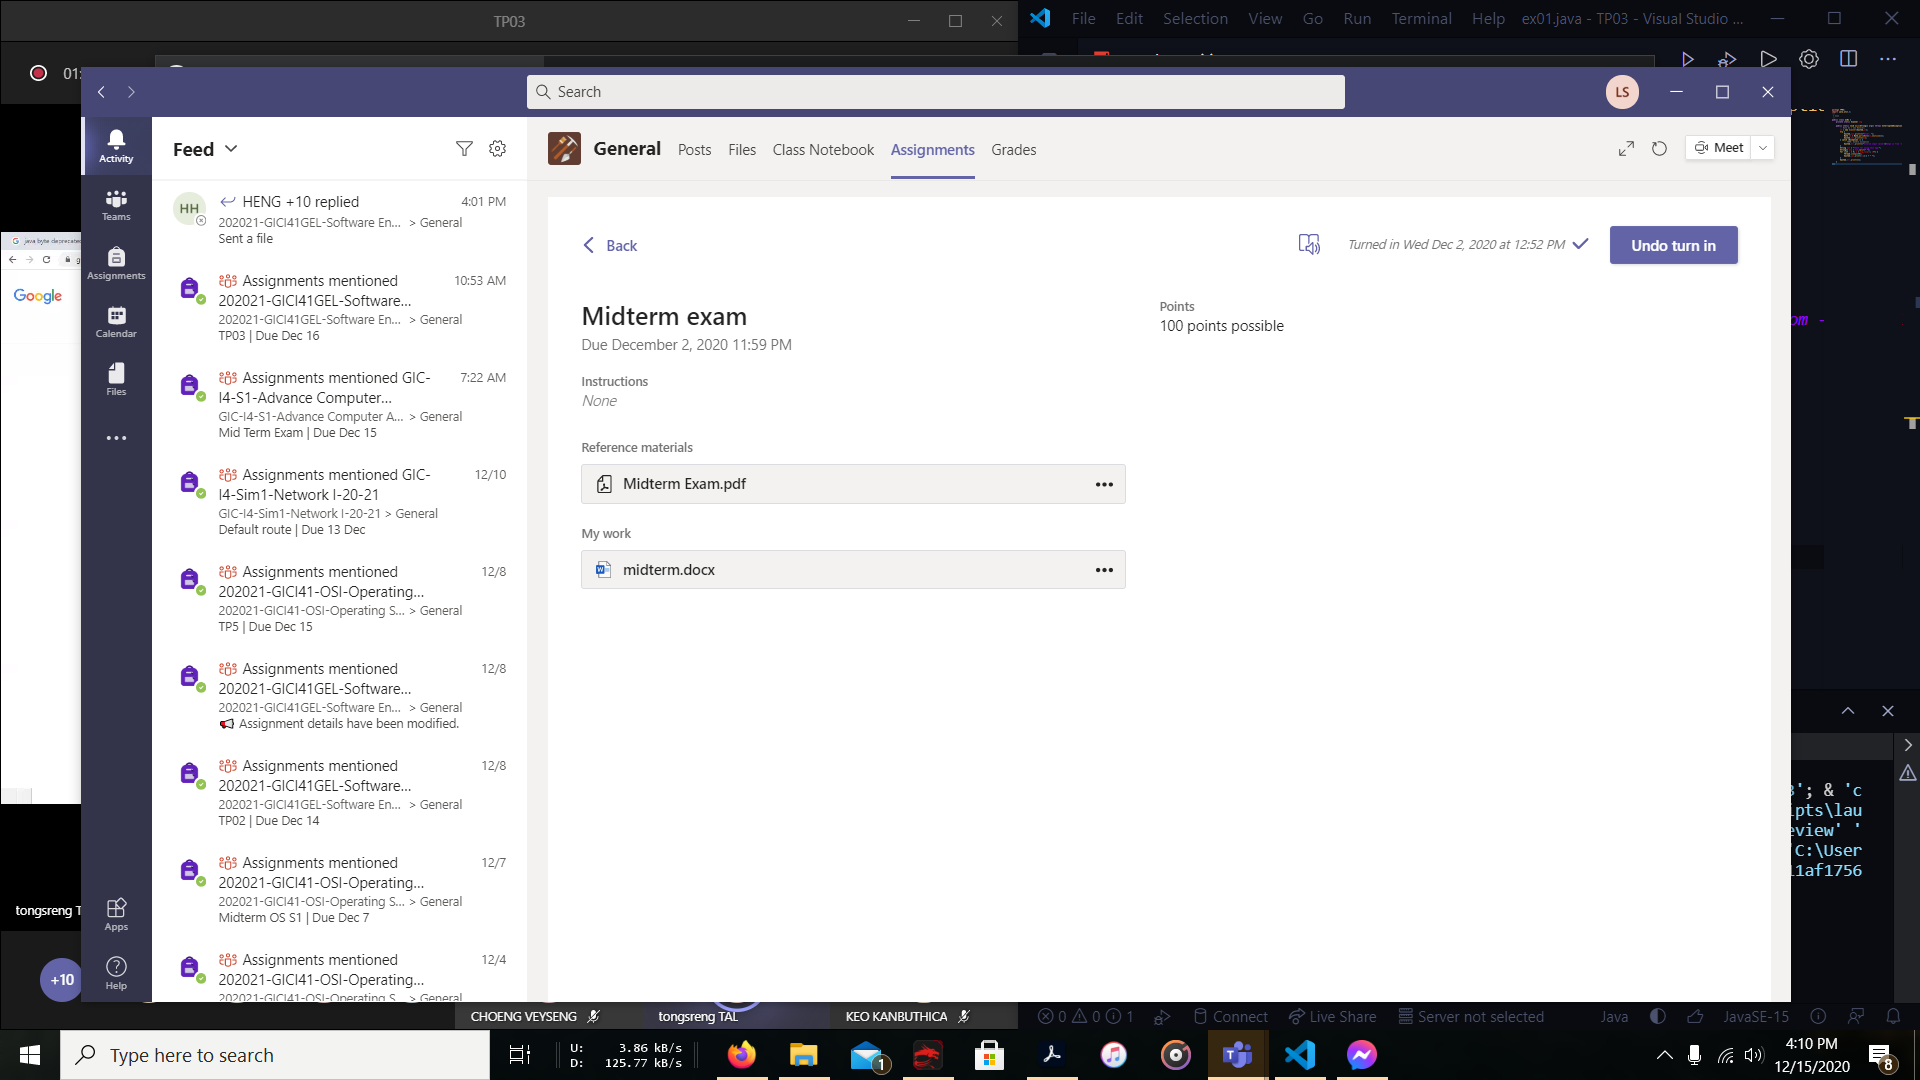 TP03
File Edit Selection View Go Run Terminal Help ex01.java - TP03 - Visual Studio ...
Search
LS
Activity
Teams
Assignments
Calendar
Files
Apps
Help
Feed
HH
HENG +10 replied 4:01 PM
202021-GICI41GEL-Software En... > General
Sent a file
Assignments mentioned 10:53 AM
202021-GICI41GEL-Software...
202021-GICI41GEL-Software En... > General
TP03 | Due Dec 16
Assignments mentioned GIC- 7:22 AM
I4-S1-Advance Computer...
GIC-I4-S1-Advance Computer A... > General
Mid Term Exam | Due Dec 15
Assignments mentioned GIC- 12/10
I4-Sim1-Network I-20-21
GIC-I4-Sim1-Network I-20-21 > General
Default route | Due 13 Dec
Assignments mentioned 12/8
202021-GICI41-OSI-Operating...
202021-GICI41-OSI-Operating S... > General
TP5 | Due Dec 15
Assignments mentioned 12/8
202021-GICI41GEL-Software...
202021-GICI41GEL-Software En... > General
Assignment details have been modified.
Assignments mentioned 12/8
202021-GICI41GEL-Software...
202021-GICI41GEL-Software En... > General
TP02 | Due Dec 14
Assignments mentioned 12/7
202021-GICI41-OSI-Operating...
202021-GICI41-OSI-Operating S... > General
Midterm OS S1 | Due Dec 7
Assignments mentioned 12/4
202021-GICI41-OSI-Operating...
202021-GICI41-OSI-Operating S... > General
General Posts Files Class Notebook Assignments Grades
Meet
Back
Turned in Wed Dec 2, 2020 at 12:52 PM
Undo turn in
Midterm exam
Due December 2, 2020 11:59 PM
Points
100 points possible
Instructions
None
Reference materials
Midterm Exam.pdf
My work
midterm.docx
java byte deprecated
Google
tongsreng T
+10
om -
3'; & 'c
ipts\lau
eview' '
'C:\User
11af1756
CHOENG VEYSENG tongsreng TAL KEO KANBUTHICA
0 0 1 Connect Live Share Server not selected Java JavaSE-15
Type here to search
U: 3.86 kB/s
D: 125.77 kB/s
1
4:10 PM
12/15/2020
8